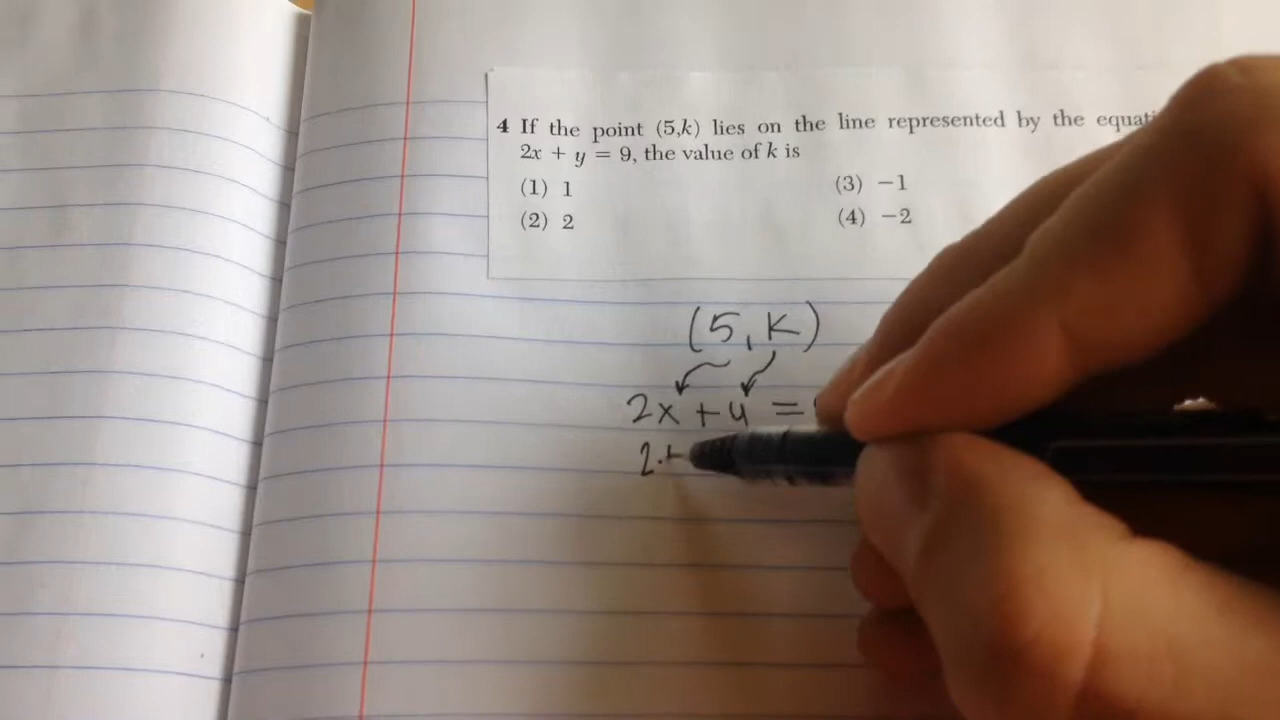 4 If the point (5,k) lies on the line represented by the
2x + y = 9, the value of k is
(1) 1 (3) −1
(2) 2 (4) −2
(5, K)
2x + y =
2.